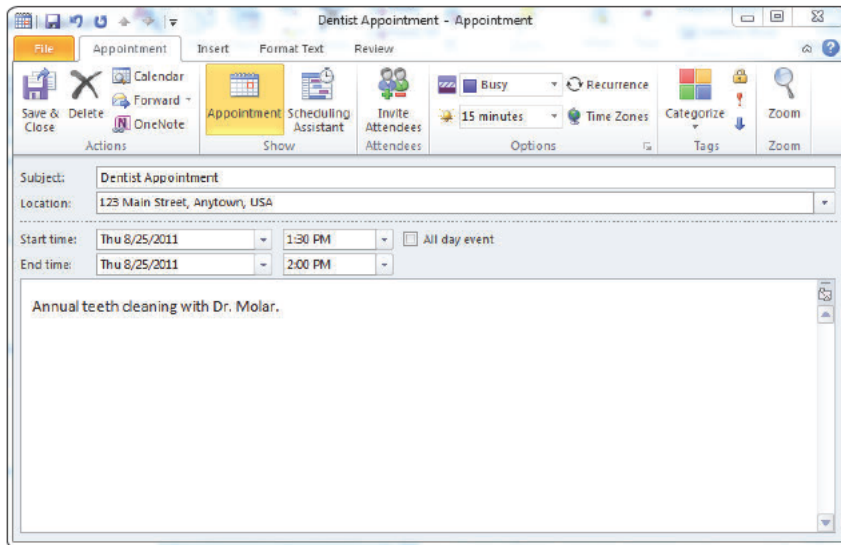 Dentist Appointment - Appointment
File Appointment Insert Format Text Review
Save & Close
Delete
Calendar
Forward
OneNote
Actions
Appointment
Scheduling Assistant
Show
Invite Attendees
Attendees
Busy
15 minutes
Recurrence
Time Zones
Options
Categorize
Tags
Zoom
Zoom
Subject: Dentist Appointment
Location: 123 Main Street, Anytown, USA
Start time: Thu 8/25/2011 1:30 PM All day event
End time: Thu 8/25/2011 2:00 PM
Annual teeth cleaning with Dr. Molar.